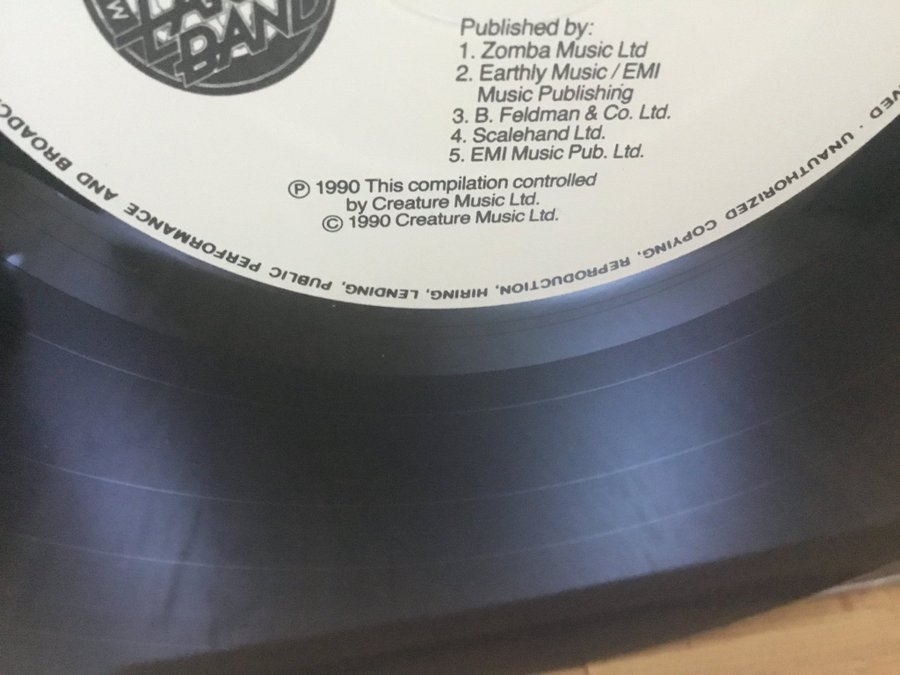 BAND
Published by:
1. Zomba Music Ltd
2. Earthly Music / EMI
Music Publishing
3. B. Feldman & Co. Ltd.
4. Scalehand Ltd.
5. EMI Music Pub. Ltd.
Ⓟ 1990 This compilation controlled
by Creature Music Ltd.
© 1990 Creature Music Ltd.
UNAUTHORIZED COPYING, REPRODUCTION, HIRING, LENDING, PUBLIC PERFORMANCE AND